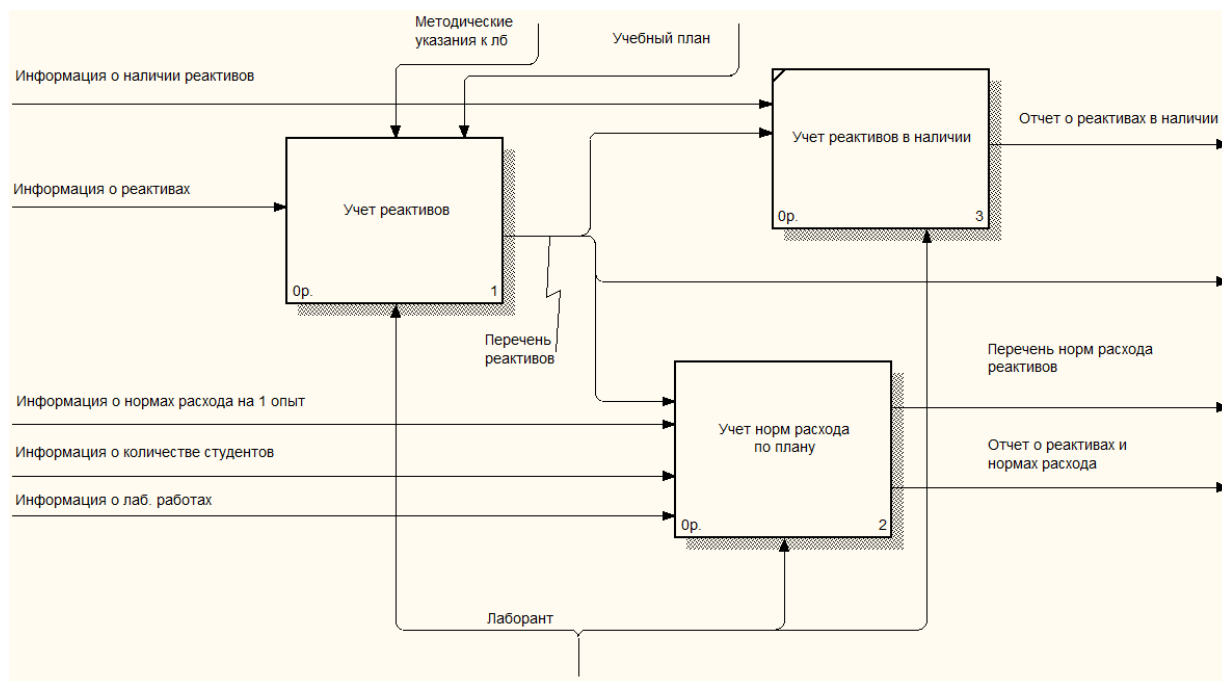 Методические
указания к лб
Учебный план
Информация о наличии реактивов
Отчет о реактивах в наличии
Учет реактивов в наличии
Информация о реактивах
Учет реактивов
0р.
3
0р.
1
Перечень
реактивов
Перечень норм расхода
реактивов
Информация о нормах расхода на 1 опыт
Учет норм расхода
по плану
Информация о количестве студентов
Отчет о реактивах и
нормах расхода
Информация о лаб. работах
0р.
2
Лаборант